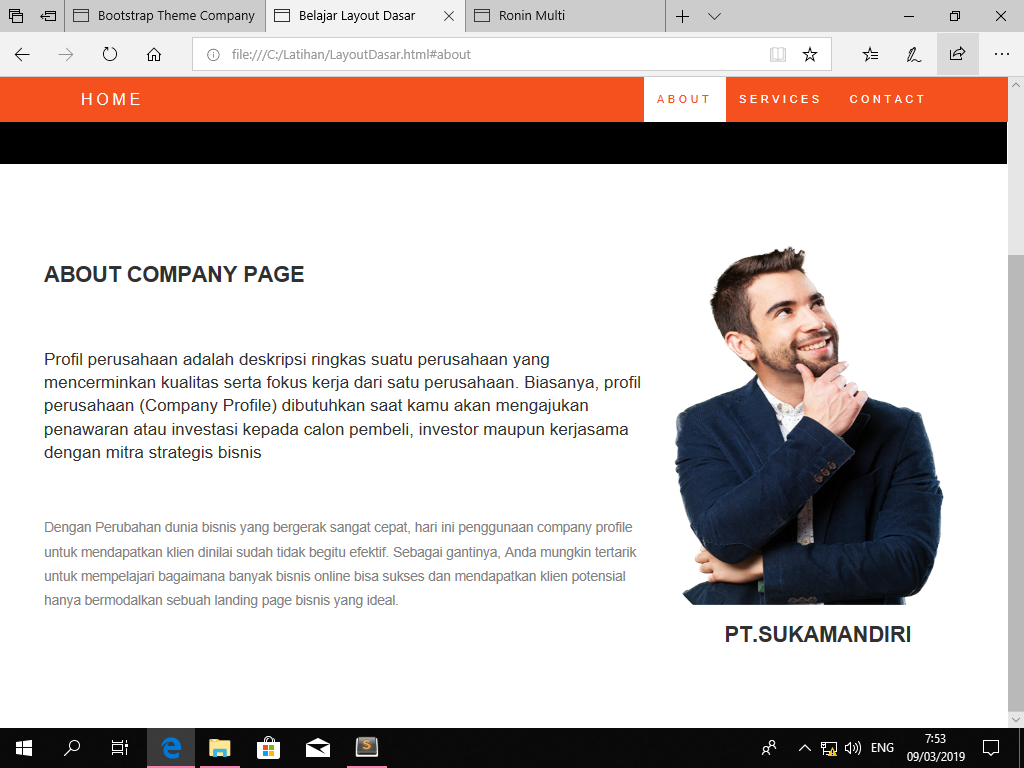 Bootstrap Theme Company
Belajar Layout Dasar
Ronin Multi
file:///C:/Latihan/LayoutDasar.html#about
HOME
ABOUT
SERVICES
CONTACT
ABOUT COMPANY PAGE
Profil perusahaan adalah deskripsi ringkas suatu perusahaan yang
mencerminkan kualitas serta fokus kerja dari satu perusahaan. Biasanya, profil
perusahaan (Company Profile) dibutuhkan saat kamu akan mengajukan
penawaran atau investasi kepada calon pembeli, investor maupun kerjasama
dengan mitra strategis bisnis
Dengan Perubahan dunia bisnis yang bergerak sangat cepat, hari ini penggunaan company profile
untuk mendapatkan klien dinilai sudah tidak begitu efektif. Sebagai gantinya, Anda mungkin tertarik
untuk mempelajari bagaimana banyak bisnis online bisa sukses dan mendapatkan klien potensial
hanya bermodalkan sebuah landing page bisnis yang ideal.
PT.SUKAMANDIRI
ENG
7:53
09/03/2019